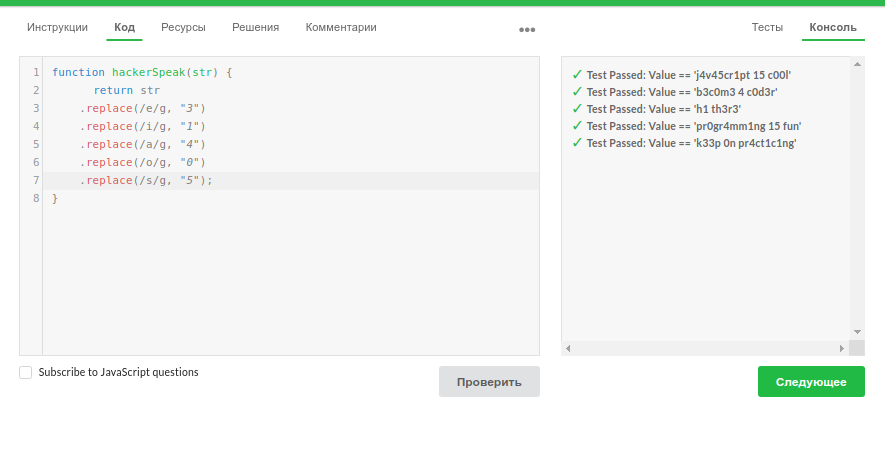 Инструкции Код Ресурсы Решения Комментарии ••• Тесты Консоль
1 function hackerSpeak(str) {
2 return str
3 .replace(/e/g, "3")
4 .replace(/i/g, "1")
5 .replace(/a/g, "4")
6 .replace(/o/g, "0")
7 .replace(/s/g, "5");
8 }
✓ Test Passed: Value == 'j4v45cr1pt 15 c00l'
✓ Test Passed: Value == 'b3c0m3 4 c0d3r'
✓ Test Passed: Value == 'h1 th3r3'
✓ Test Passed: Value == 'pr0gr4mm1ng 15 fun'
✓ Test Passed: Value == 'k33p 0n pr4ct1c1ng'
Subscribe to JavaScript questions
Проверить
Следующее